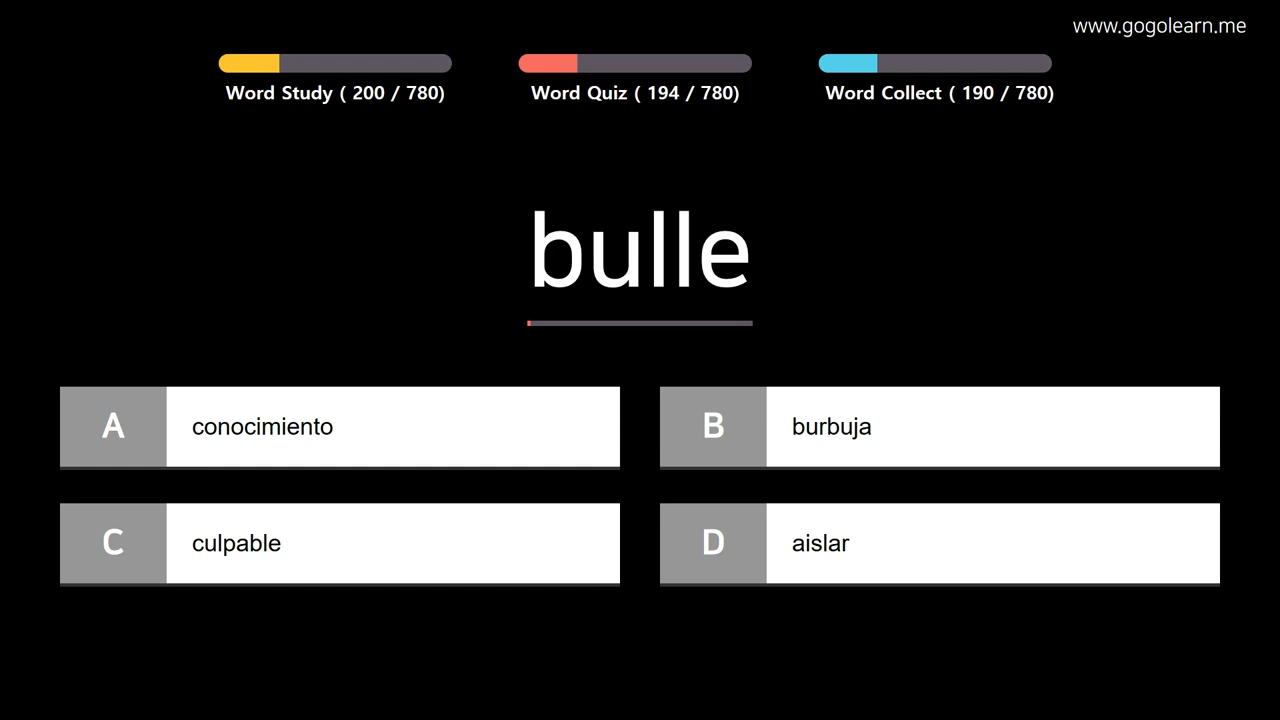 www.gogolearn.me
Word Study ( 200 / 780)
Word Quiz ( 194 / 780)
Word Collect ( 190 / 780)
bulle
A conocimiento
B burbuja
C culpable
D aislar